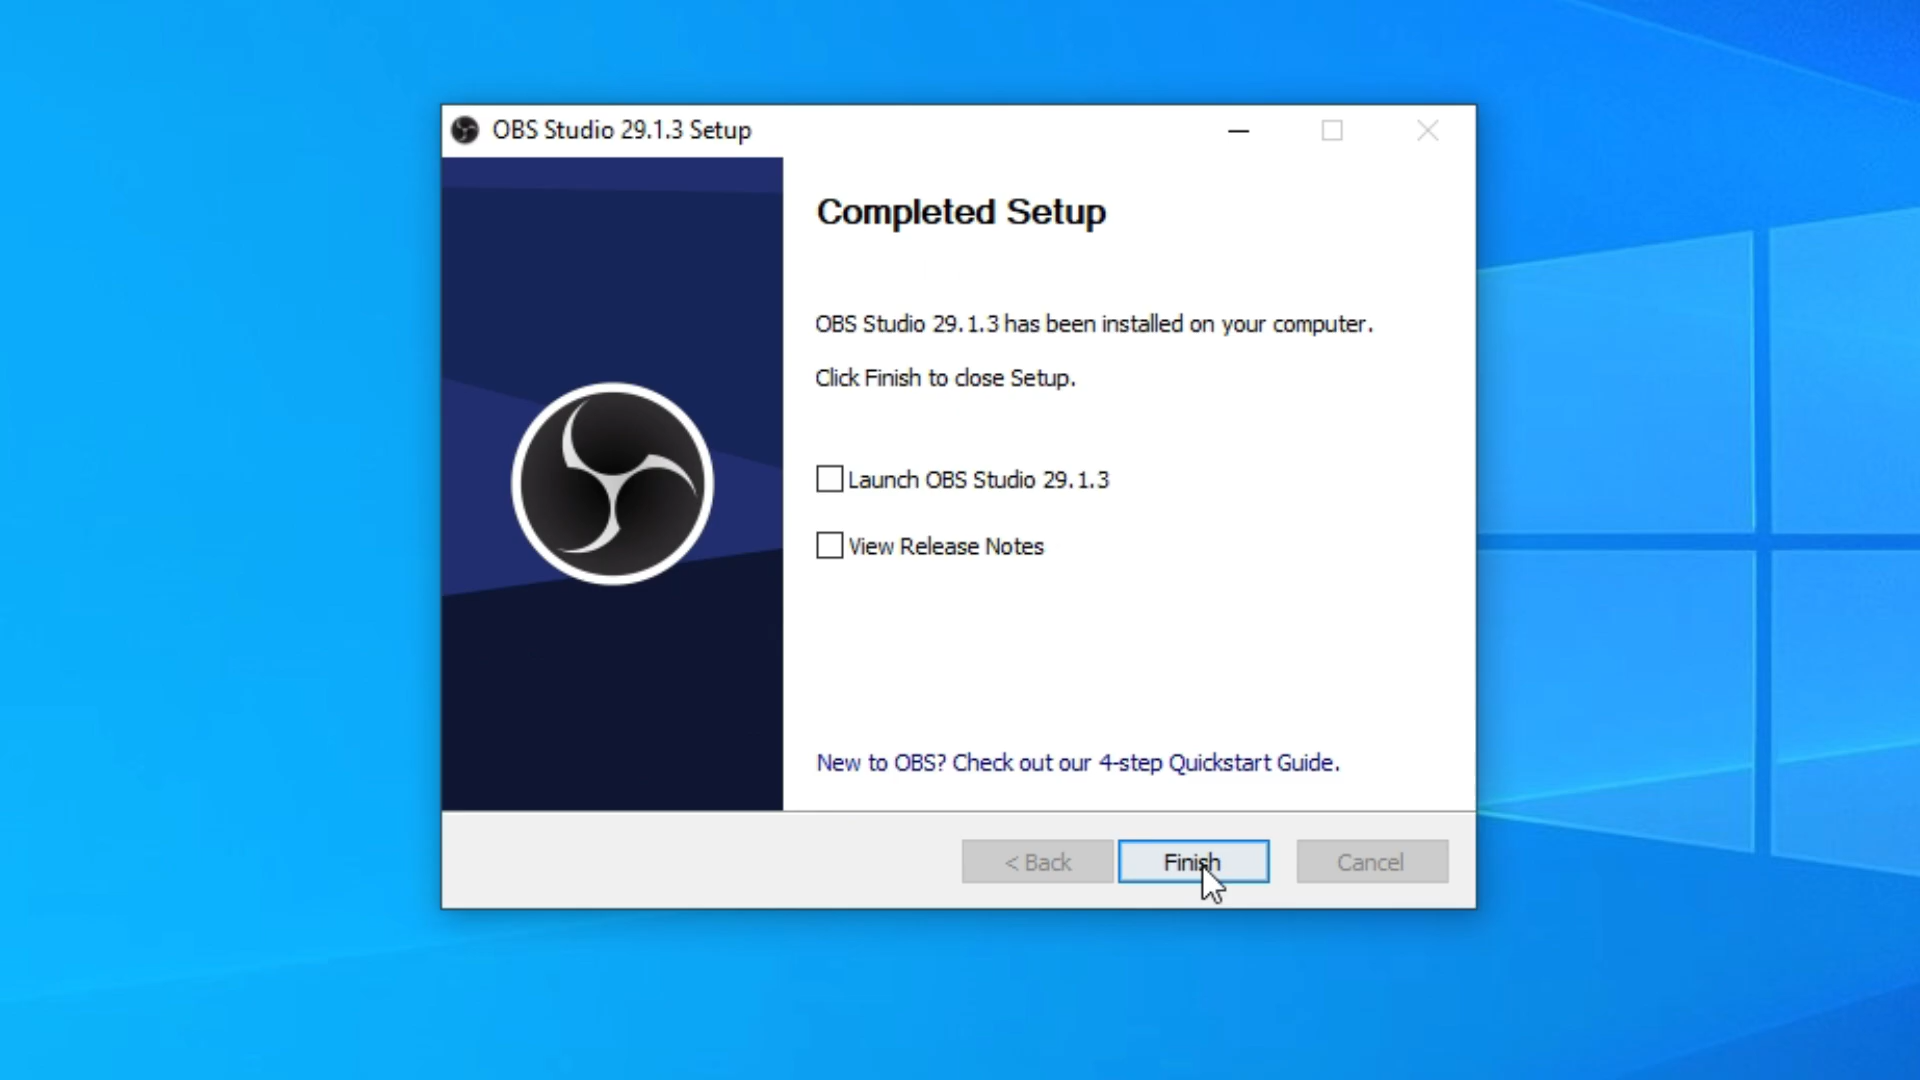 OBS Studio 29.1.3 Setup
Completed Setup
OBS Studio 29.1.3 has been installed on your computer.
Click Finish to close Setup.
Launch OBS Studio 29.1.3
View Release Notes
New to OBS? Check out our 4-step Quickstart Guide.
< Back
Finish
Cancel